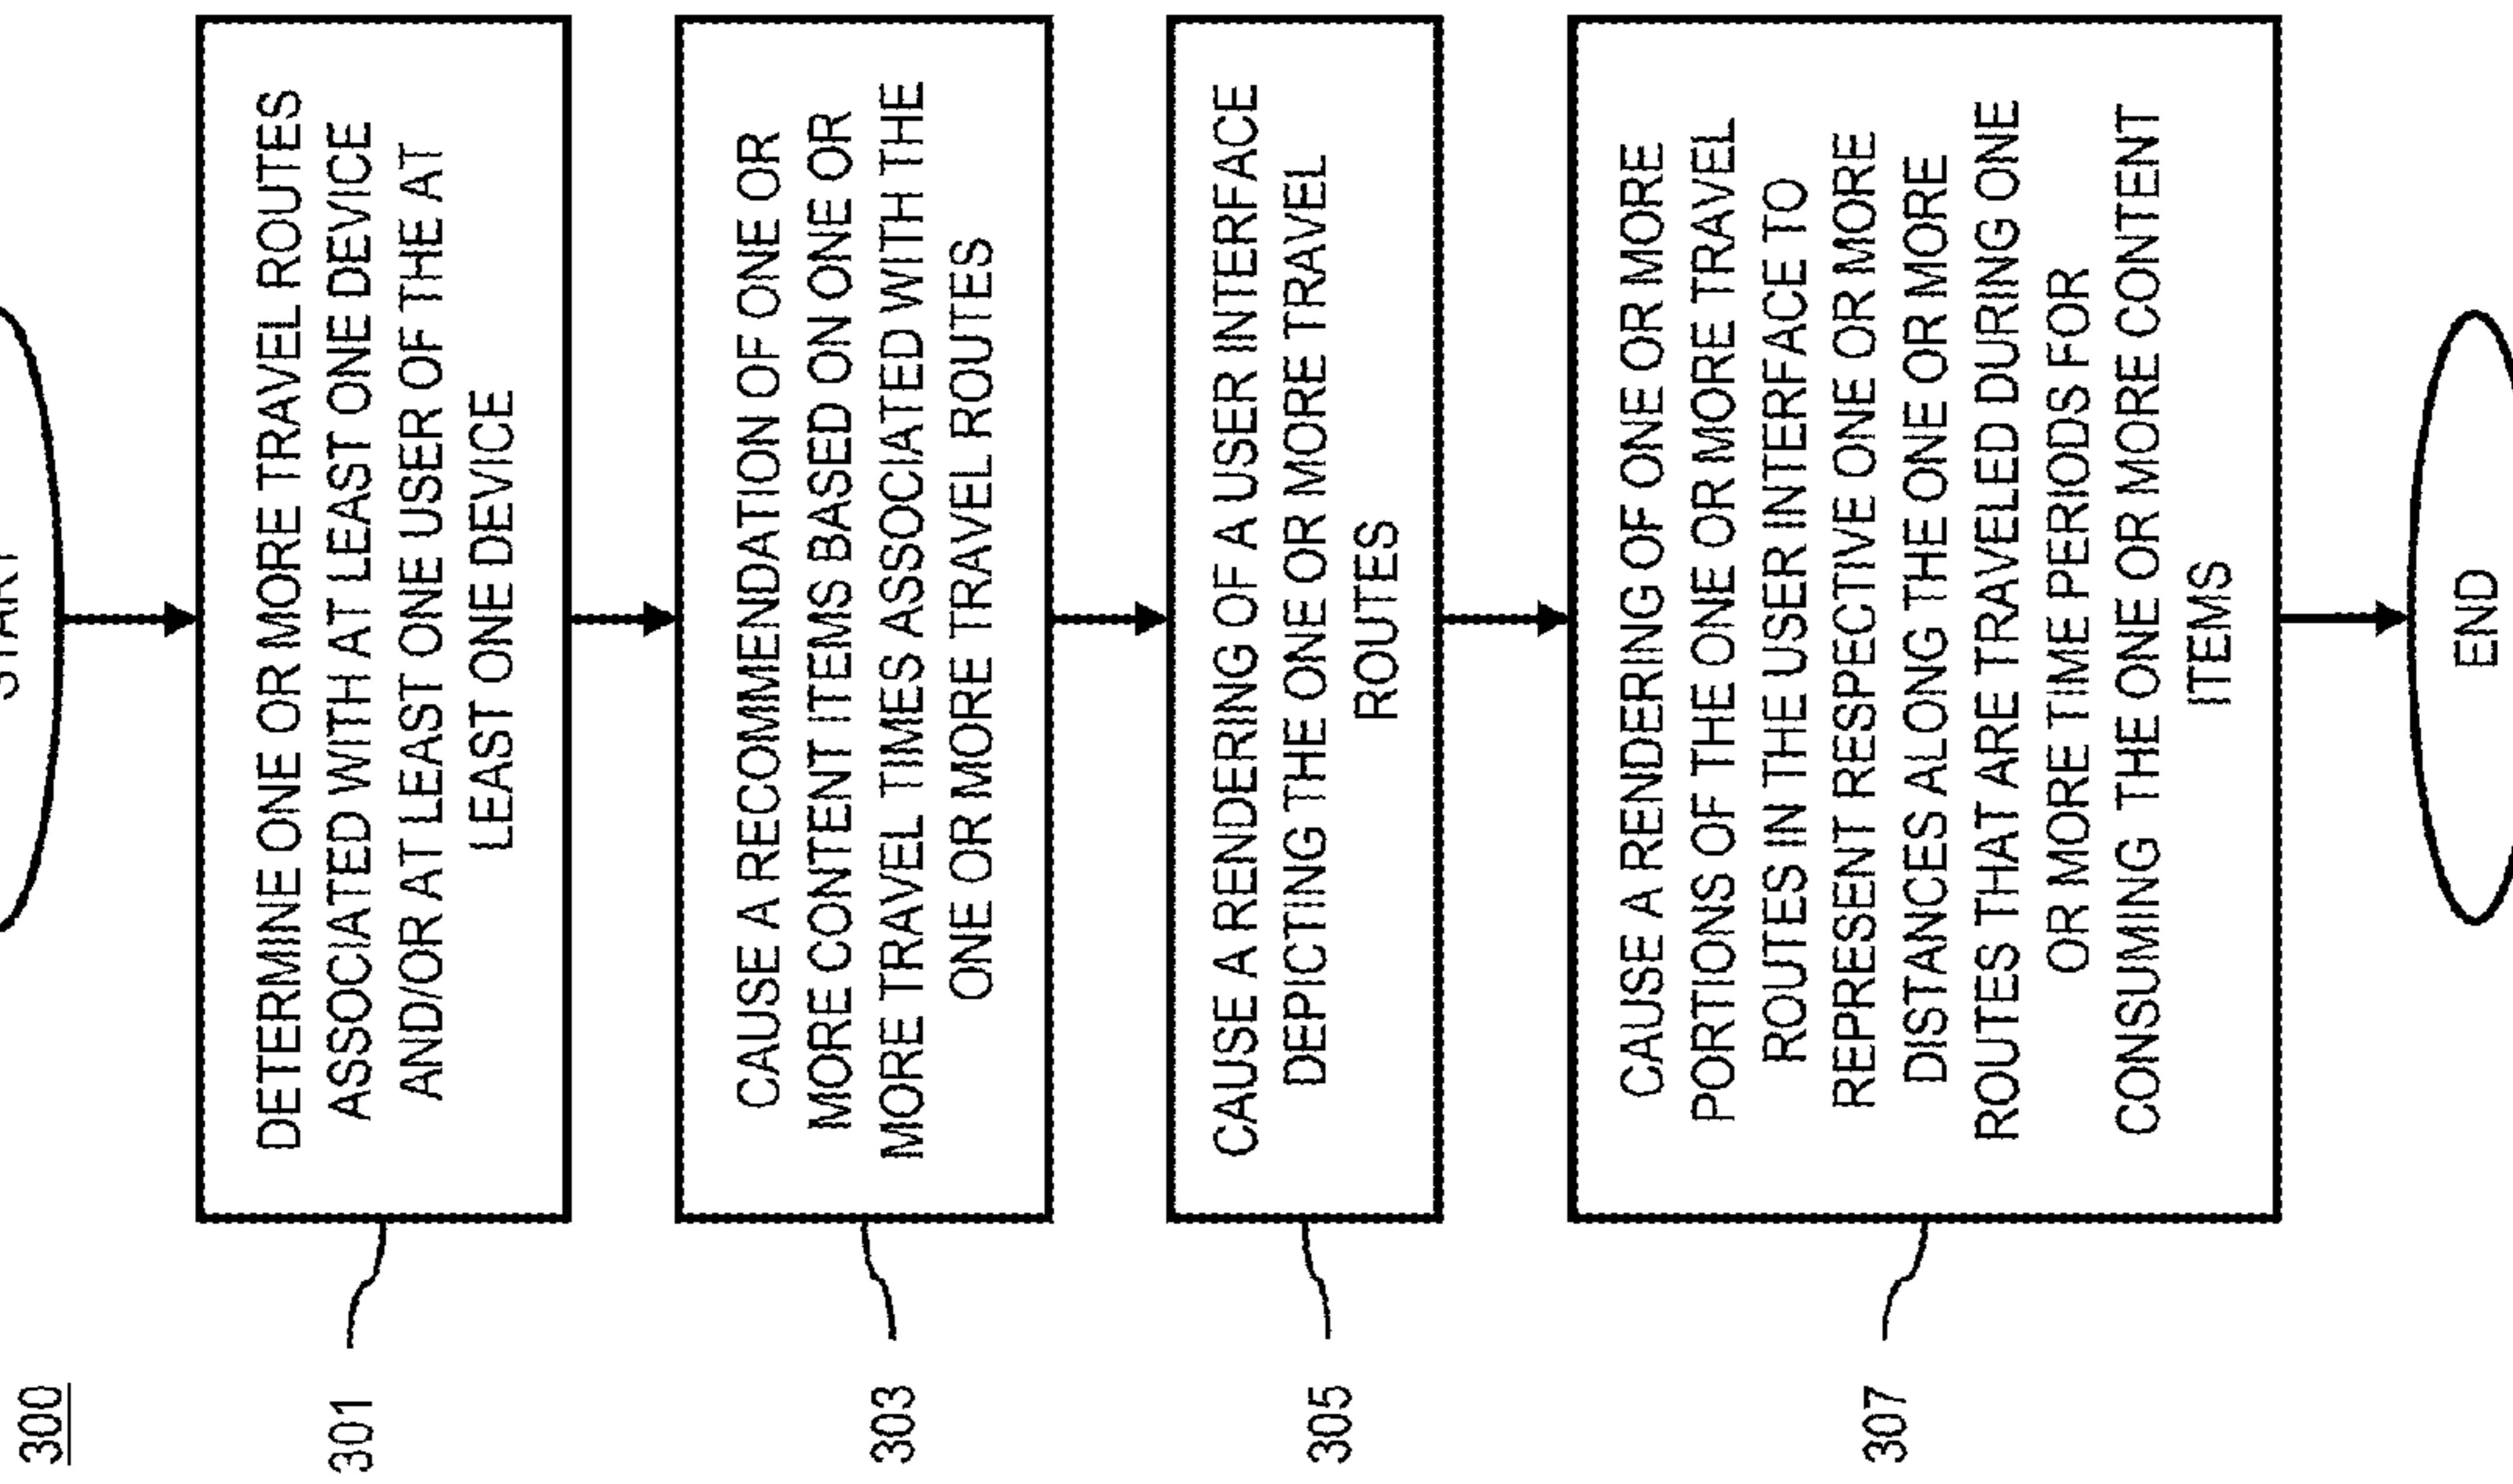 300
START
301
DETERMINE ONE OR MORE TRAVEL ROUTES
ASSOCIATED WITH AT LEAST ONE DEVICE
AND/OR AT LEAST ONE USER OF THE AT
LEAST ONE DEVICE
303
CAUSE A RECOMMENDATION OF ONE OR
MORE CONTENT ITEMS BASED ON ONE OR
MORE TRAVEL TIMES ASSOCIATED WITH THE
ONE OR MORE TRAVEL ROUTES
305
CAUSE A RENDERING OF A USER INTERFACE
DEPICTING THE ONE OR MORE TRAVEL
ROUTES
307
CAUSE A RENDERING OF ONE OR MORE
PORTIONS OF THE ONE OR MORE TRAVEL
ROUTES IN THE USER INTERFACE TO
REPRESENT RESPECTIVE ONE OR MORE
DISTANCES ALONG THE ONE OR MORE
ROUTES THAT ARE TRAVELED DURING ONE
OR MORE TIME PERIODS FOR
CONSUMING THE ONE OR MORE CONTENT
ITEMS
END